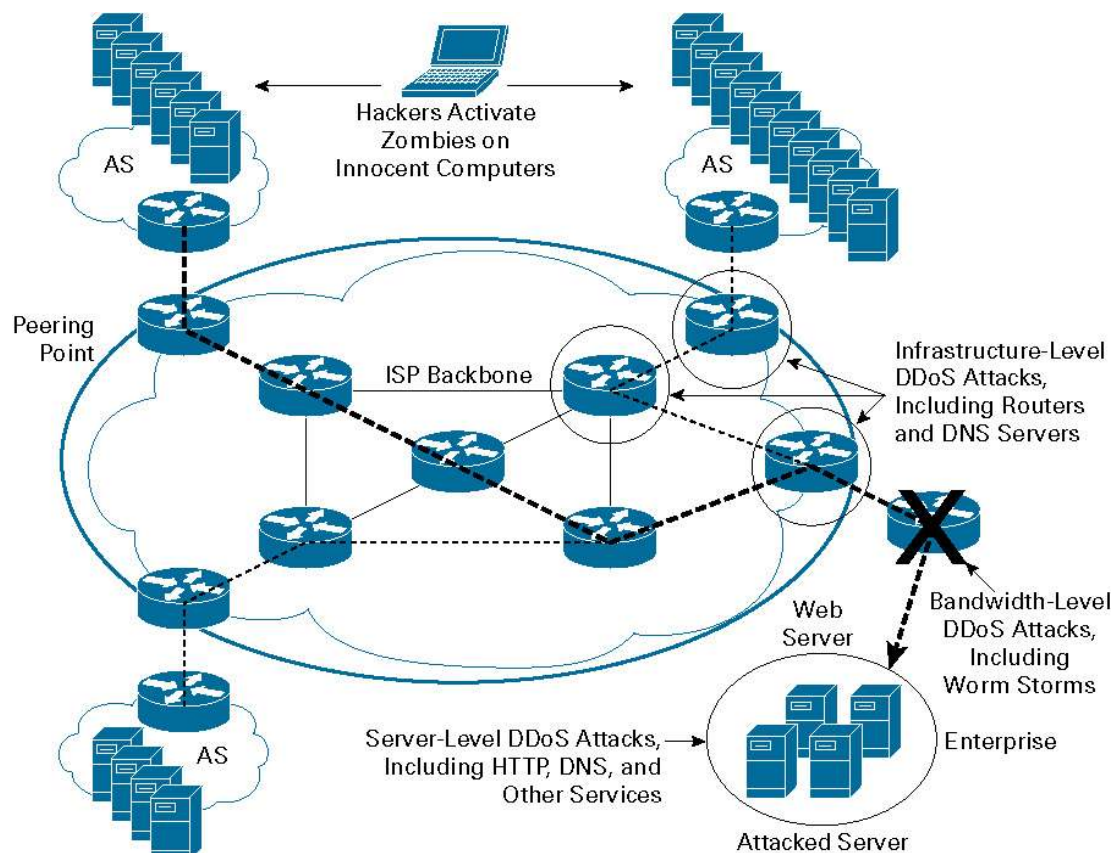 Hackers Activate
Zombies on
Innocent Computers
AS
AS
Peering
Point
ISP Backbone
Infrastructure-Level
DDoS Attacks,
Including Routers
and DNS Servers
Web
Server
Bandwidth-Level
DDoS Attacks,
Including
Worm Storms
AS
Server-Level DDoS Attacks,
Including HTTP, DNS, and
Other Services
Enterprise
Attacked Server